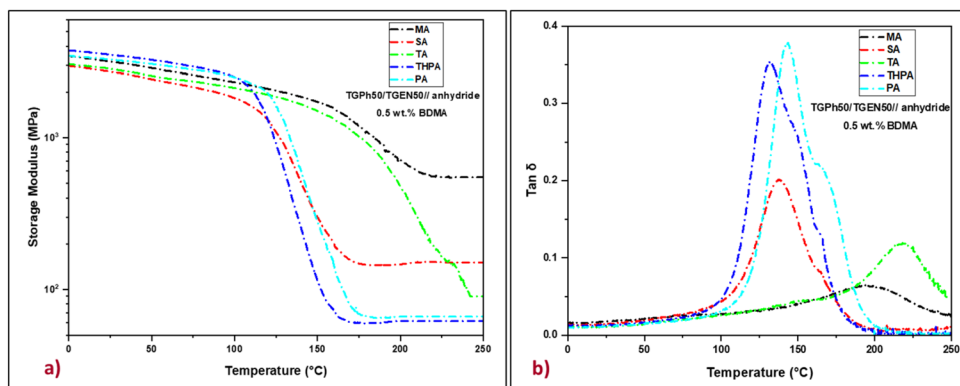 MA
SA
TA
THPA
PA
TGPh50/TGEN50// anhydride
0.5 wt.% BDMA
Storage Modulus (MPa)
10³
10²
0 50 100 150 200 250
Temperature (°C)
a)
MA
SA
TA
THPA
PA
TGPh50/TGEN50// anhydride
0.5 wt.% BDMA
Tan δ
0.4
0.3
0.2
0.1
0.0
0 50 100 150 200 250
Temperature (°C)
b)